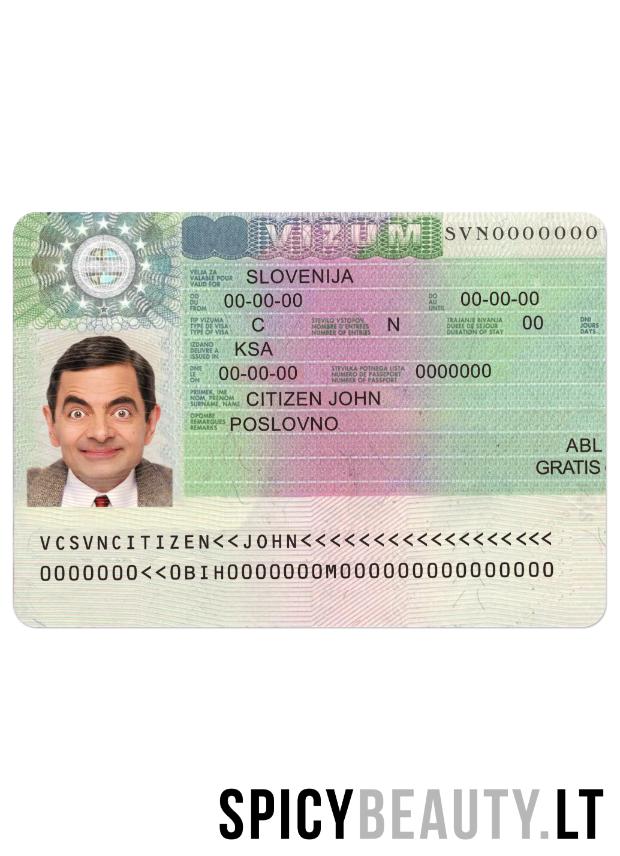 VIZUM SVN0000000
VELJA ZA
VALABLE POUR
VALID FOR
SLOVENIJA
OD
DU
FROM
00-00-00
DO
AU
UNTIL
00-00-00
TIP VIZUMA
TYPE DE VISA
TYPE OF VISA
C
ŠTEVILO VSTOPOV
NOMBRE D'ENTREES
NUMBER OF ENTRIES
N
TRAJANJE BIVANJA
DUREE DE SEJOUR
DURATION OF STAY
00
DNI
JOURS
DAYS
IZDANO
DELIVRE A
ISSUED IN
KSA
DNE
LE
ON
00-00-00
ŠTEVILKA POTNEGA LISTA
NUMERO DE PASSEPORT
NUMBER OF PASSPORT
0000000
PRIIMEK, IME
NOM, PRENOM
SURNAME, NAME
CITIZEN JOHN
OPOMBE
REMARQUES
REMARKS
POSLOVNO
ABL
GRATIS
VCSVNCITIZEN<<JOHN<<<<<<<<<<<<<<<<<<
0000000<<0BIH0000000M000000000000000
SPICYBEAUTY.LT